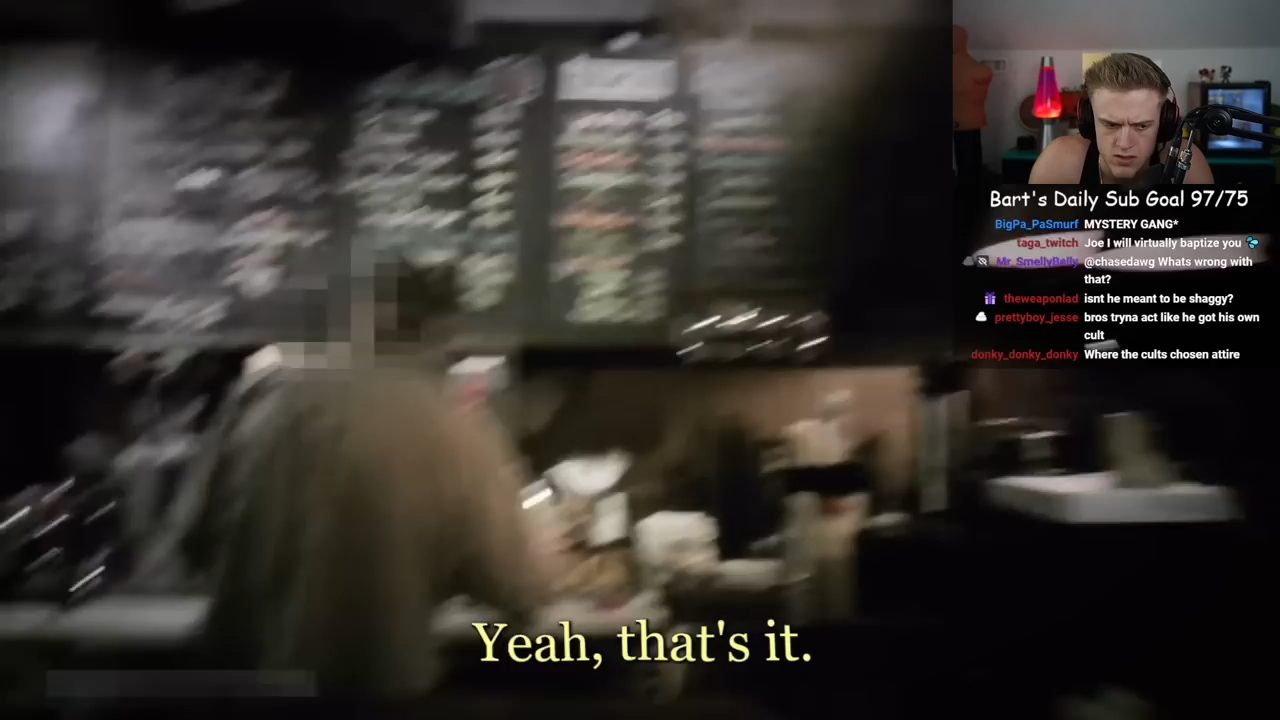 Bart's Daily Sub Goal 97/75
BigPa_PaSmurf MYSTERY GANG*
taga_twitch Joe I will virtually baptize you
Mr_SmellyBelly @chasedawg Whats wrong with
that?
theweaponlad isnt he meant to be shaggy?
prettyboy_jesse bros tryna act like he got his own
cult
donky_donky_donky Where the cults chosen attire
Yeah, that's it.